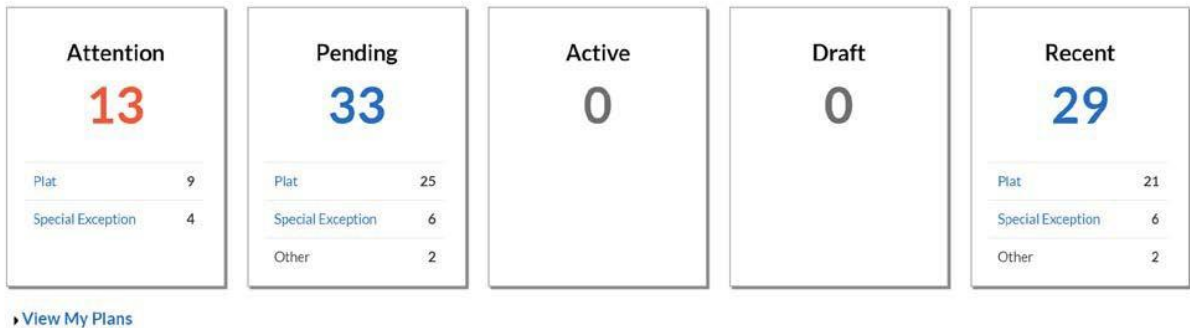 Attention
13
Plat 9
Special Exception 4
Pending
33
Plat 25
Special Exception 6
Other 2
Active
0
Draft
0
Recent
29
Plat 21
Special Exception 6
Other 2
View My Plans